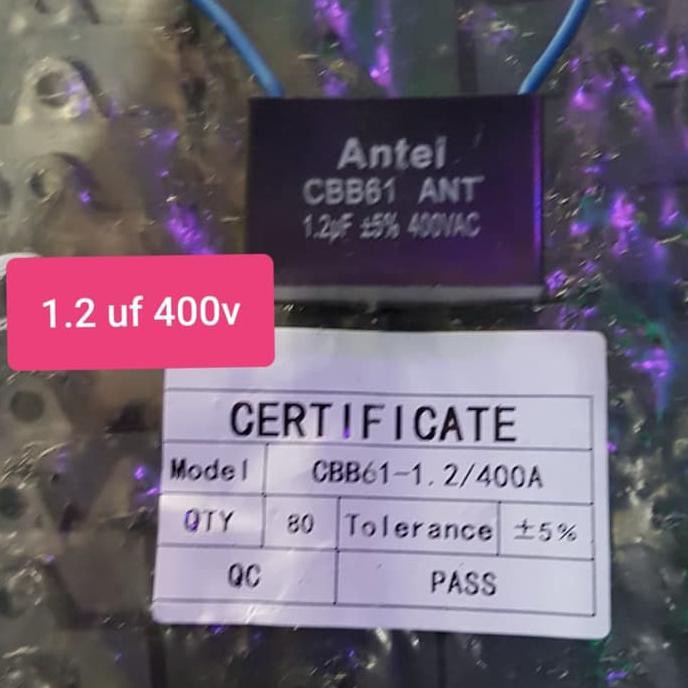 Antel
CBB61 ANT
1.2µF ±5% 400VAC
1.2 uf 400v
CERTIFICATE
Model CBB61-1.2/400A
QTY 80 Tolerance ±5%
QC PASS